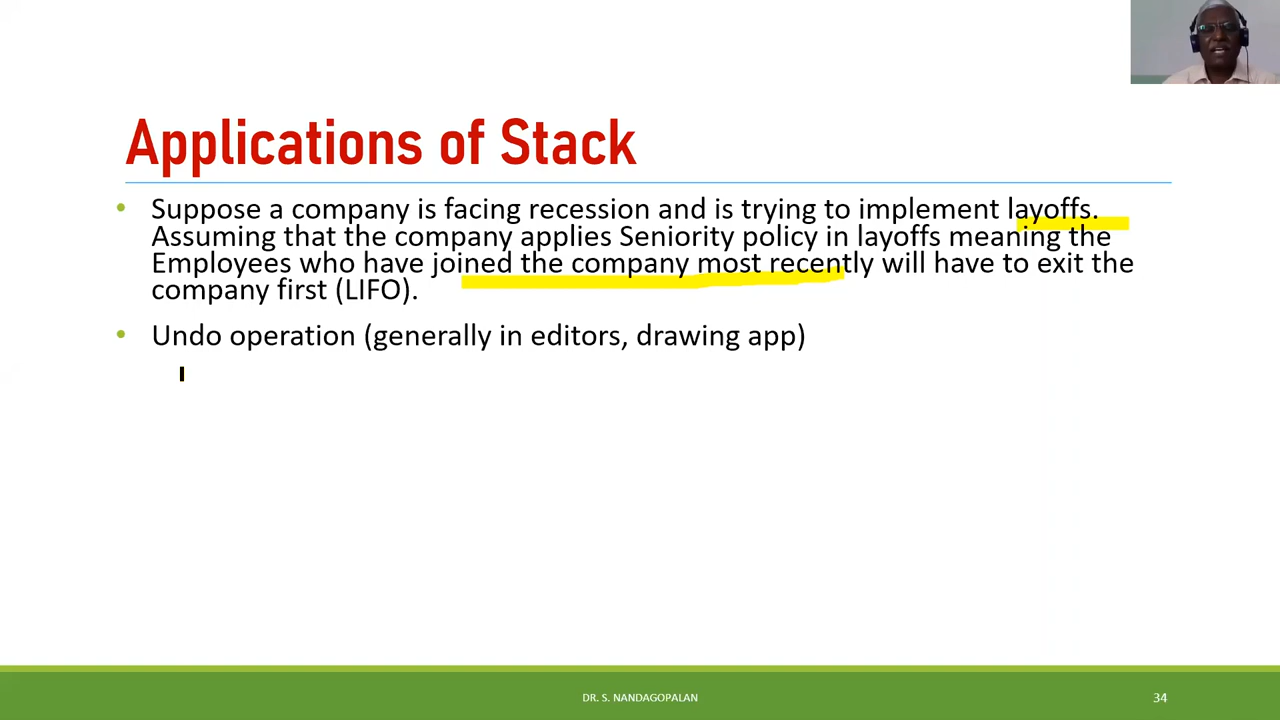 Applications of Stack
• Suppose a company is facing recession and is trying to implement layoffs.
Assuming that the company applies Seniority policy in layoffs meaning the
Employees who have joined the company most recently will have to exit the
company first (LIFO).
• Undo operation (generally in editors, drawing app)
DR. S. NANDAGOPALAN
34